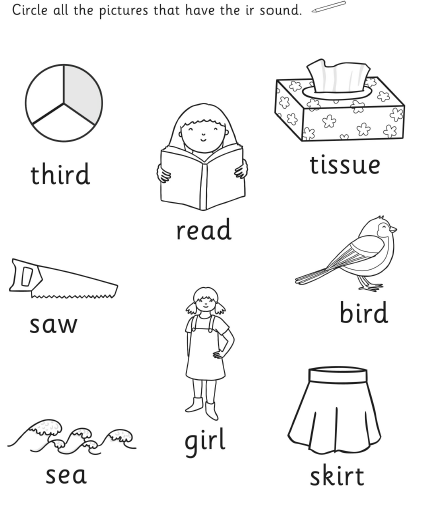 Circle all the pictures that have the ir sound.
third
read
tissue
saw
bird
girl
sea
skirt